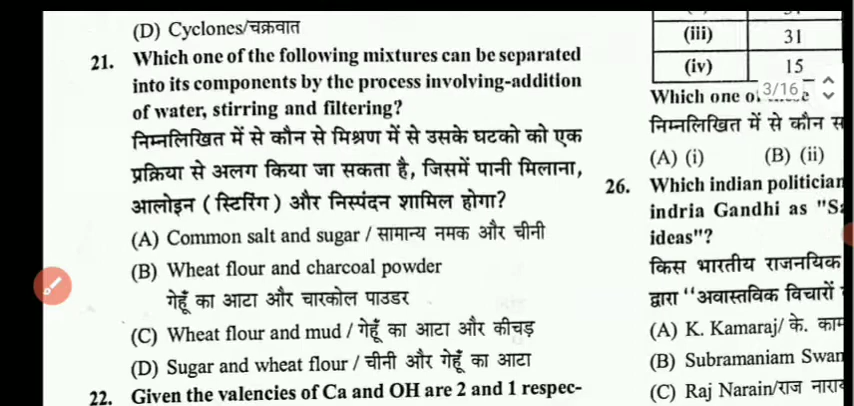 (D) Cyclones/चक्रवात
21. Which one of the following mixtures can be separated
into its components by the process involving-addition
of water, stirring and filtering?
निम्नलिखित में से कौन से मिश्रण में से उसके घटको को एक
प्रक्रिया से अलग किया जा सकता है, जिसमें पानी मिलाना,
आलोइन (स्टिरिंग) और निस्पंदन शामिल होगा?
(A) Common salt and sugar / सामान्य नमक और चीनी
(B) Wheat flour and charcoal powder
गेहूँ का आटा और चारकोल पाउडर
(C) Wheat flour and mud / गेहूँ का आटा और कीचड़
(D) Sugar and wheat flour / चीनी और गेहूँ का आटा
22. Given the valencies of Ca and OH are 2 and 1 respec-
(iii) 31
(iv) 15
3/16
Which one
निम्नलिखित में से कौन
(A) (i) (B) (ii)
26. Which indian politician
indria Gandhi as "S
ideas"?
किस भारतीय राजनयिक
द्वारा "अवास्तविक विचारों
(A) K. Kamaraj/ के.
(B) Subramaniam
(C) Raj Narain/राज